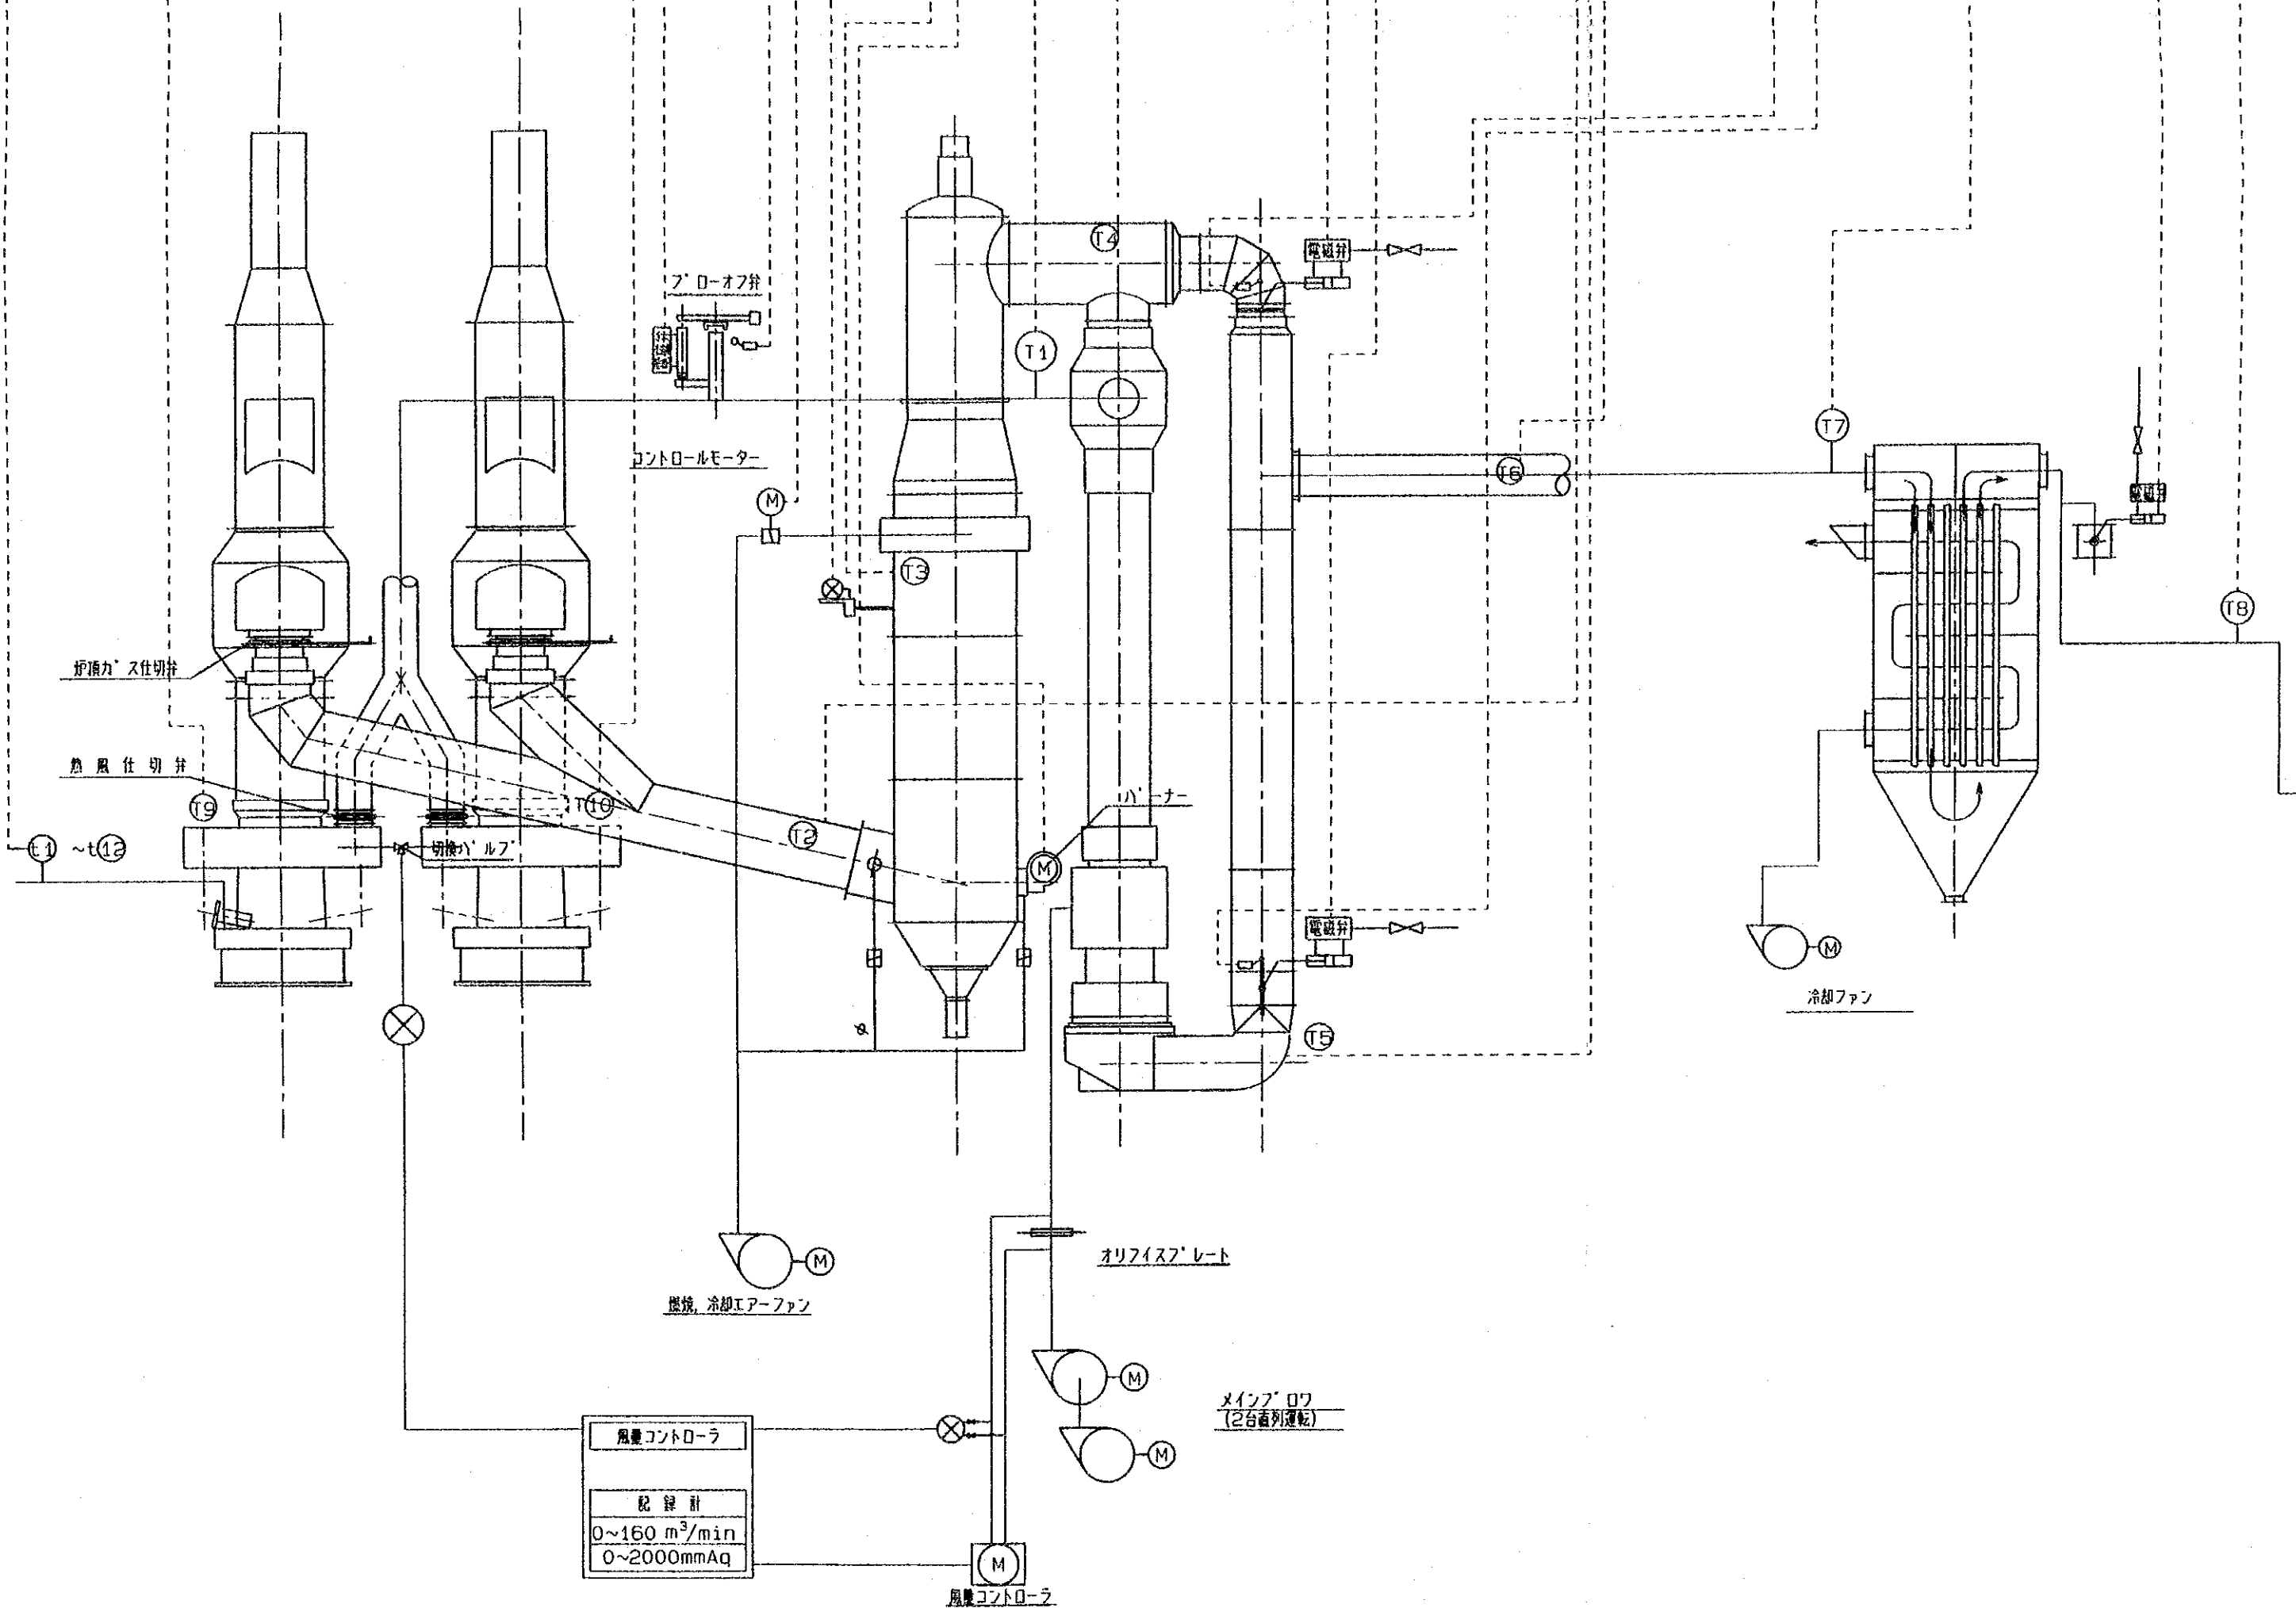 T4
電磁弁
ブローオフ弁
電磁弁
T1
T7
コントロールモーター
T6
M
電磁弁
T3
T8
炉頂ガス仕切弁
熱風仕切弁
バーナー
T9
T10
T2
t1 ~t12
切換バルブ
M
電磁弁
M
冷却ファン
T5
オリフイスプレート
M
燃焼, 冷却エアーファン
M
メインブロワ
(2台直列運転)
風量コントローラ
M
記録計
0~160 m³/min
0~2000mmAq
M
風量コントローラ